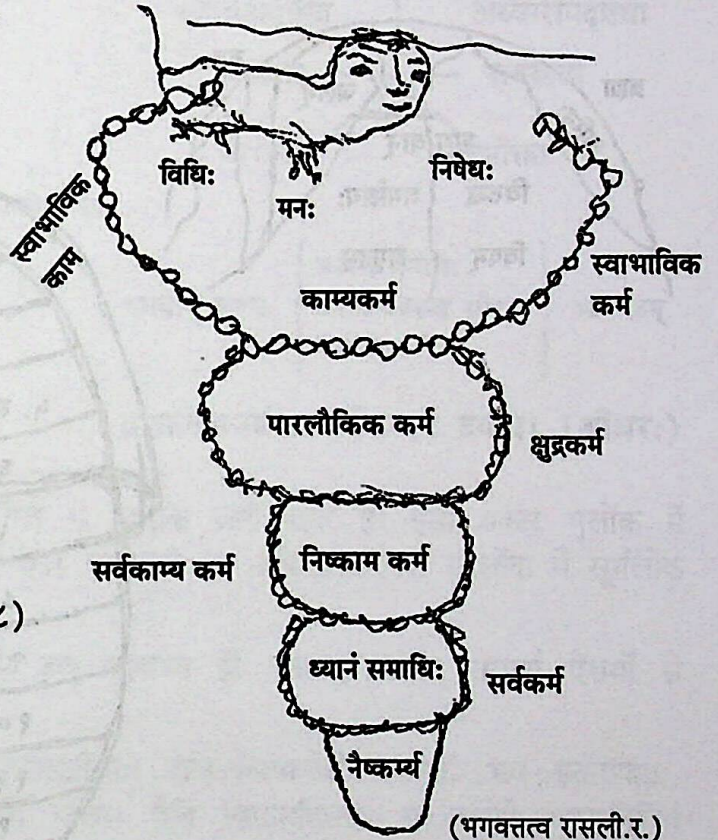 विधिः
मनः
निषेधः
स्वाभाविक
काम
स्वाभाविक
कर्म
काम्यकर्म
पारलौकिक कर्म
क्षुद्रकर्म
सर्वकाम्य कर्म
निष्काम कर्म
ध्यानं समाधिः
सर्वकर्म
नैष्कर्म्य
(भगवत्तत्व रासली.र.)